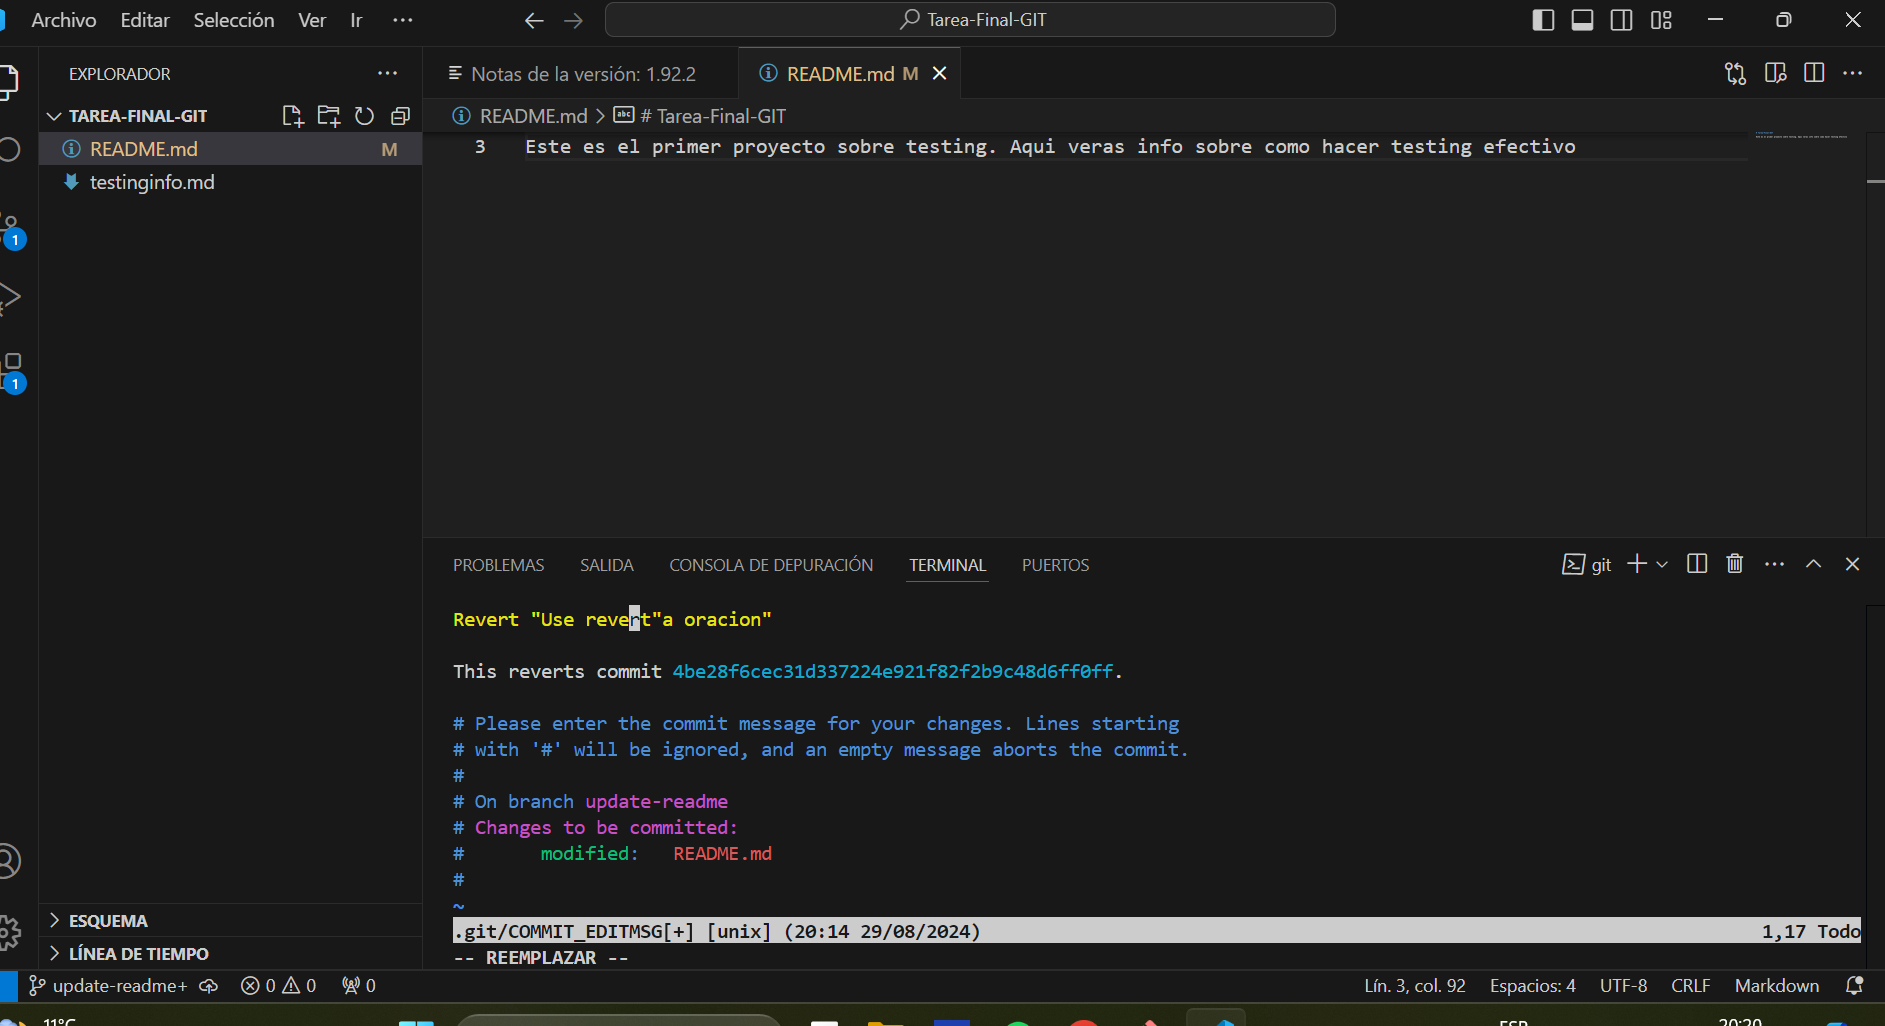 Archivo Editar Selección Ver Ir ···
Tarea-Final-GIT
EXPLORADOR
Notas de la versión: 1.92.2
README.md M
TAREA-FINAL-GIT
README.md > # Tarea-Final-GIT
README.md M
testinginfo.md
3 Este es el primer proyecto sobre testing. Aqui veras info sobre como hacer testing efectivo
1
1
PROBLEMAS SALIDA CONSOLA DE DEPURACIÓN TERMINAL PUERTOS
git
Revert "Use revert"a oracion"
This reverts commit 4be28f6cec31d337224e921f82f2b9c48d6ff0ff.
# Please enter the commit message for your changes. Lines starting
# with '#' will be ignored, and an empty message aborts the commit.
#
# On branch update-readme
# Changes to be committed:
#       modified:   README.md
#
~
.git/COMMIT_EDITMSG[+] [unix] (20:14 29/08/2024) 1,17 Todo
-- REEMPLAZAR --
ESQUEMA
LÍNEA DE TIEMPO
update-readme+ 0 0 0 Lín. 3, col. 92 Espacios: 4 UTF-8 CRLF Markdown
11°C ESP 20:20